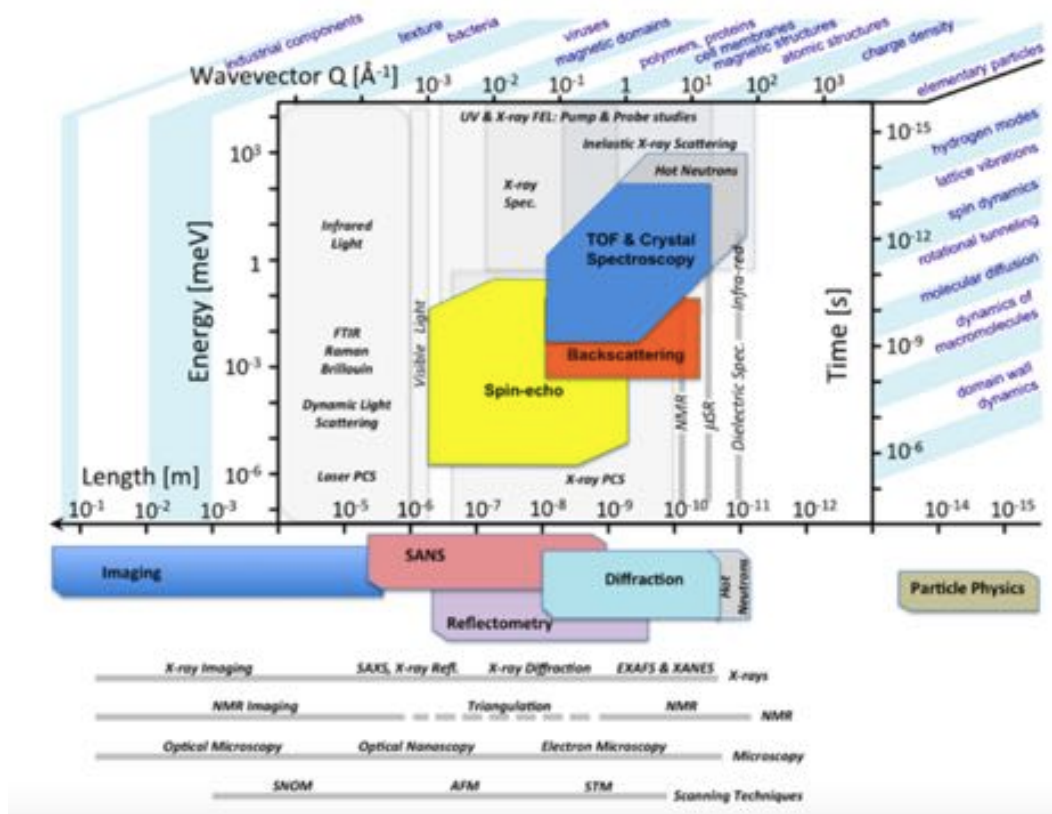 industrial components
texture
bacteria
viruses
magnetic domains
polymers, proteins
cell membranes
magnetic structures
atomic structures
charge density
elementary particles
Wavevector Q [Å-1] 10-3 10-2 10-1 1 101 102 103
UV & X-ray FEL: Pump & Probe studies
Inelastic X-ray Scattering
Hot Neutrons
X-ray
Spec.
Infrared
Light
TOF & Crystal
Spectroscopy
FTIR
Raman
Brillouin
Dynamic Light
Scattering
Laser PCS
Visible Light
Spin-echo
Backscattering
X-ray PCS
NMR
μSR
Dielectric Spec.
Infra-red
Energy [meV]
103
1
10-3
10-6
Time [s]
10-15
10-12
10-9
10-6
hydrogen modes
lattice vibrations
spin dynamics
rotational tunneling
molecular diffusion
dynamics of
macromolecules
domain wall
dynamics
Length [m]
10-1 10-2 10-3 10-5 10-6 10-7 10-8 10-9 10-10 10-11 10-12 10-14 10-15
Imaging
SANS
Diffraction
Hot
Neutrons
Reflectometry
Particle Physics
X-ray Imaging SAXS, X-ray Refl. X-ray Diffraction EXAFS & XANES X-rays
NMR Imaging Triangulation NMR NMR
Optical Microscopy Optical Nanoscopy Electron Microscopy Microscopy
SNOM AFM STM Scanning Techniques